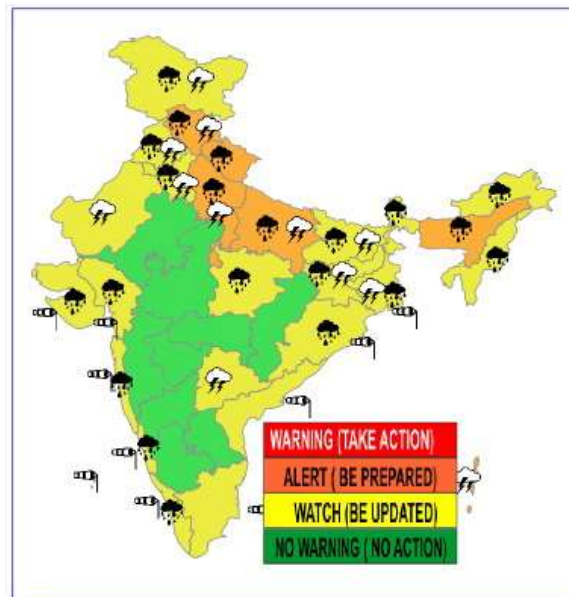 WARNING (TAKE ACTION)
ALERT ( BE PREPARED)
WATCH (BE UPDATED)
NO WARNING ( NO ACTION)